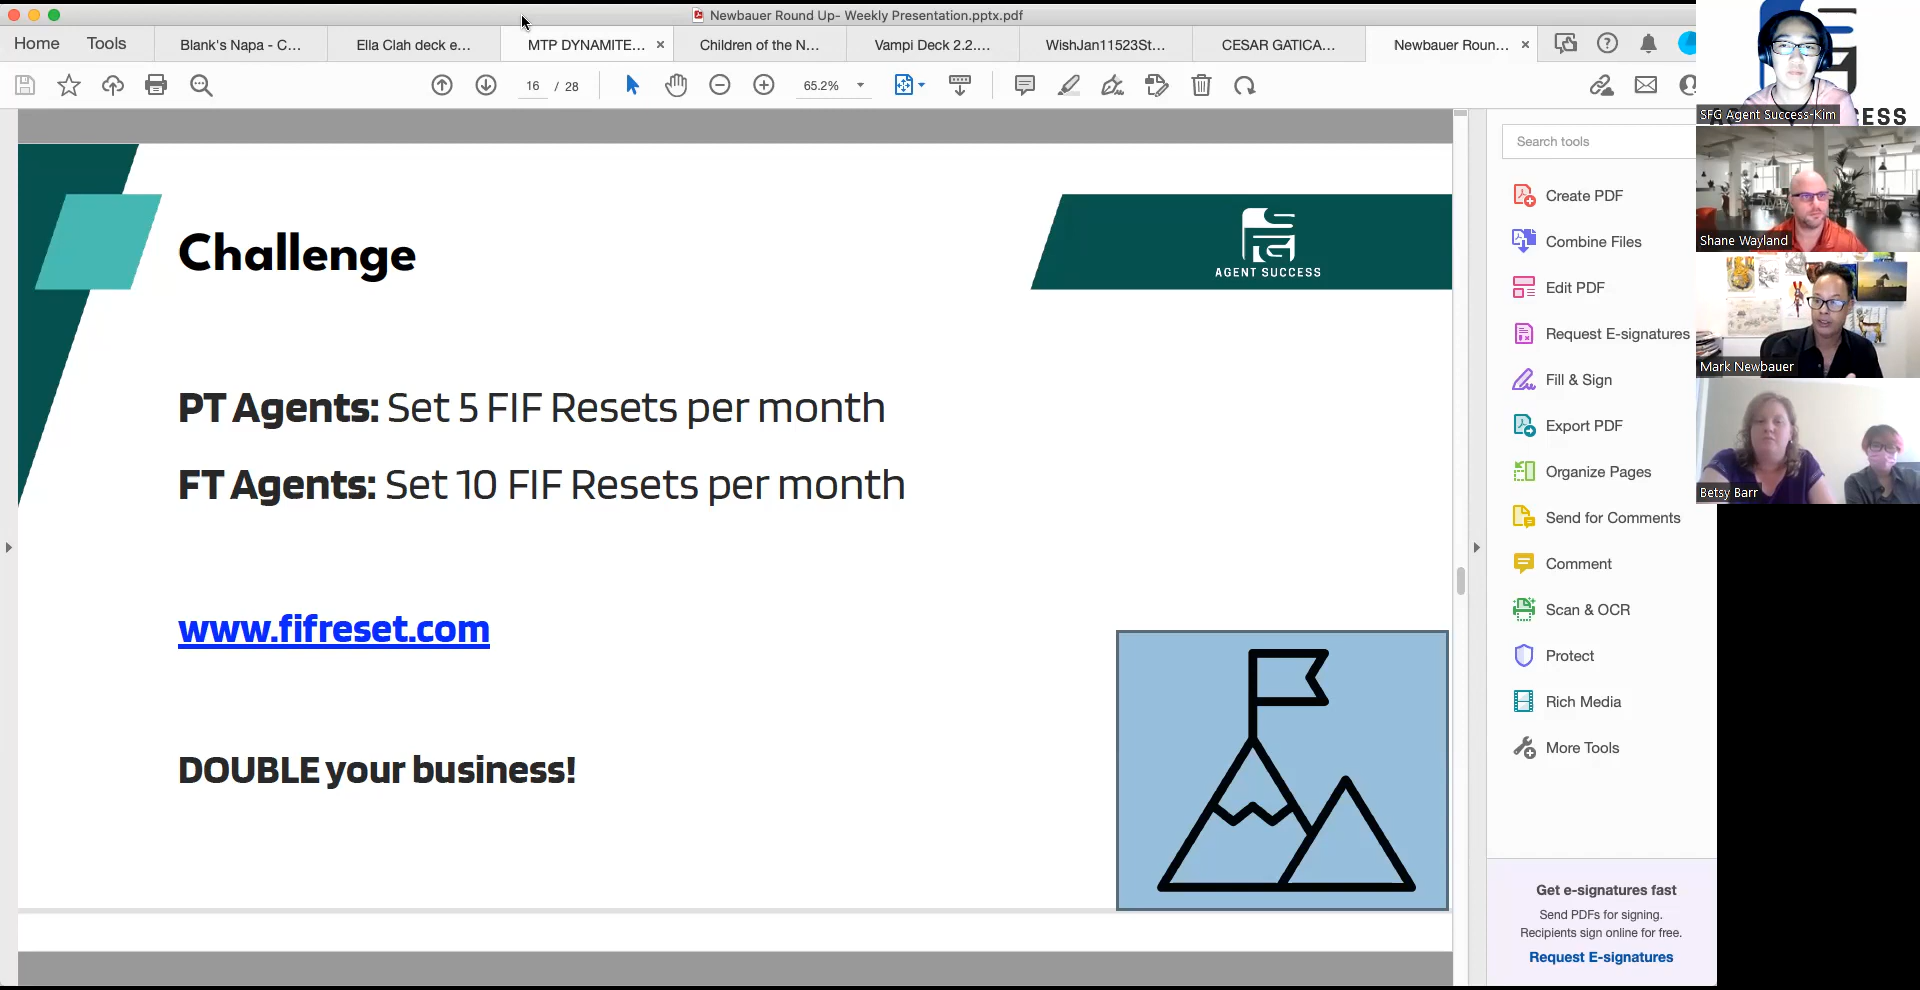 Newbauer Round Up- Weekly Presentation.pptx.pdf
Home Tools Blank's Napa - C... Ella Clah deck e... MTP DYNAMITE... × Children of the N... Vampi Deck 2.2.... WishJan11523St... CESAR GATICA... Newbauer Roun... ×
16 / 28 65.2%
SFG Agent Success-Kim
ESS
Search tools
Create PDF
Shane Wayland
Combine Files
Edit PDF
Request E-signatures
Mark Newbauer
Fill & Sign
Export PDF
Organize Pages
Betsy Barr
Send for Comments
Comment
Scan & OCR
Protect
Rich Media
More Tools
Get e-signatures fast
Send PDFs for signing.
Recipients sign online for free.
Request E-signatures
Challenge
AGENT SUCCESS
PT Agents: Set 5 FIF Resets per month
FT Agents: Set 10 FIF Resets per month
www.fifreset.com
DOUBLE your business!